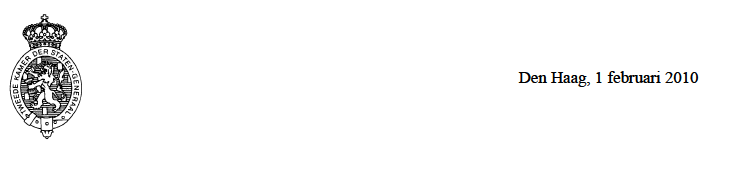 TWEEDE KAMER DER STATEN-GENERAAL
Den Haag, 1 februari 2010